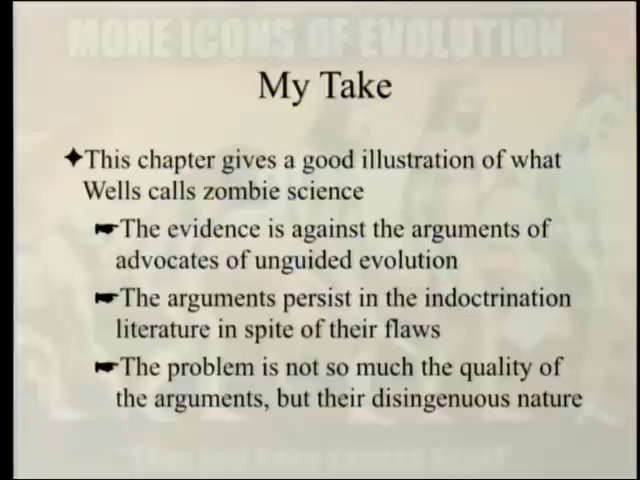 MORE ICONS OF EVOLUTION
My Take
This chapter gives a good illustration of what
Wells calls zombie science
The evidence is against the arguments of
advocates of unguided evolution
The arguments persist in the indoctrination
literature in spite of their flaws
The problem is not so much the quality of
the arguments, but their disingenuous nature